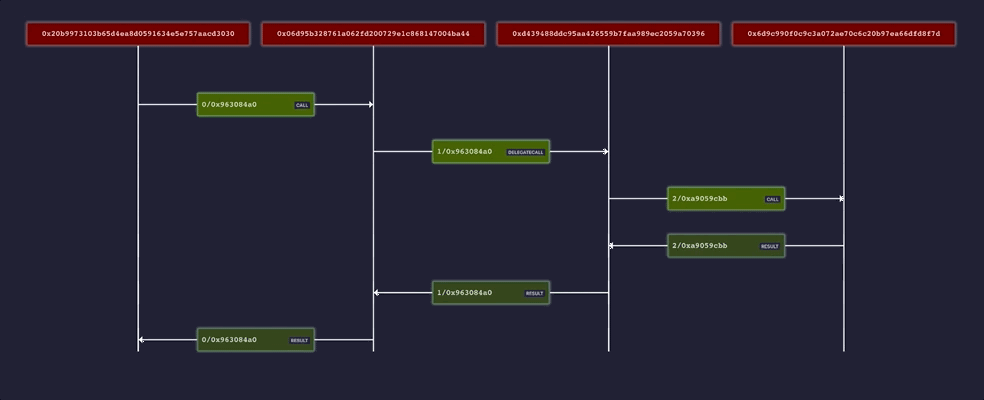 0x20b9973103b65d4ea8d0591634e5e757aacd3030
0x06d95b328761a062fd200729e1c868147004ba44
0xd439488ddc95aa426559b7faa989ec2059a70396
0x6d9c990f0c9c3a072ae70c6c20b97ea66dfd8f7d
0/0x963084a0 CALL
1/0x963084a0 DELEGATECALL
2/0xa9059cbb CALL
2/0xa9059cbb RESULT
1/0x963084a0 RESULT
0/0x963084a0 RESULT